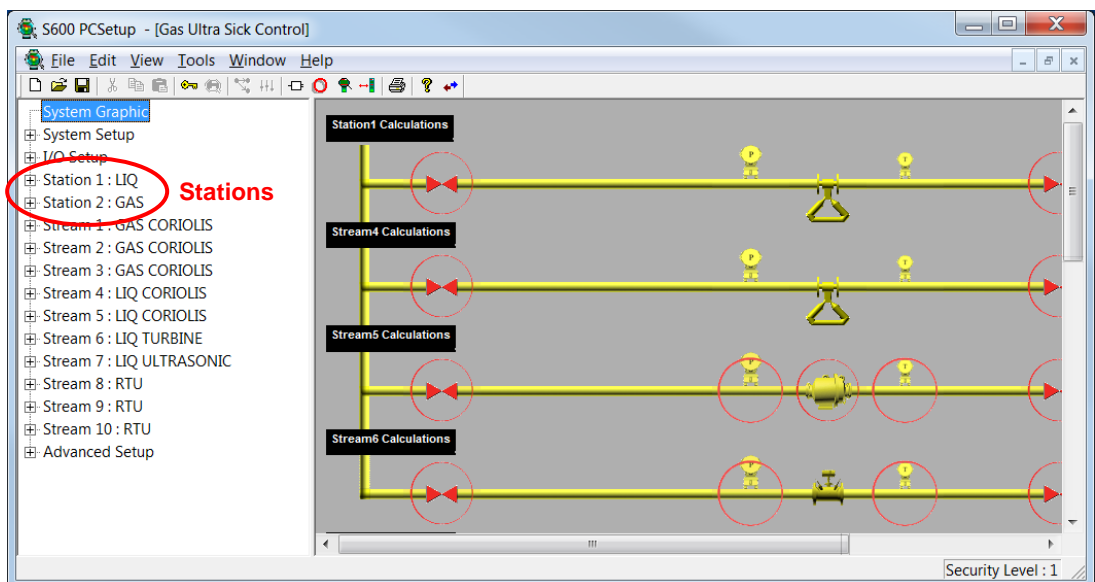 S600 PCSetup - [Gas Ultra Sick Control]
File Edit View Tools Window Help
System Graphic
System Setup
I/O Setup
Station 1 : LIQ
Station 2 : GAS
Stations
Stream 1 : GAS CORIOLIS
Stream 2 : GAS CORIOLIS
Stream 3 : GAS CORIOLIS
Stream 4 : LIQ CORIOLIS
Stream 5 : LIQ CORIOLIS
Stream 6 : LIQ TURBINE
Stream 7 : LIQ ULTRASONIC
Stream 8 : RTU
Stream 9 : RTU
Stream 10 : RTU
Advanced Setup
Station1 Calculations
P T
Stream4 Calculations
P T
Stream5 Calculations
P T
Stream6 Calculations
P T
Security Level : 1